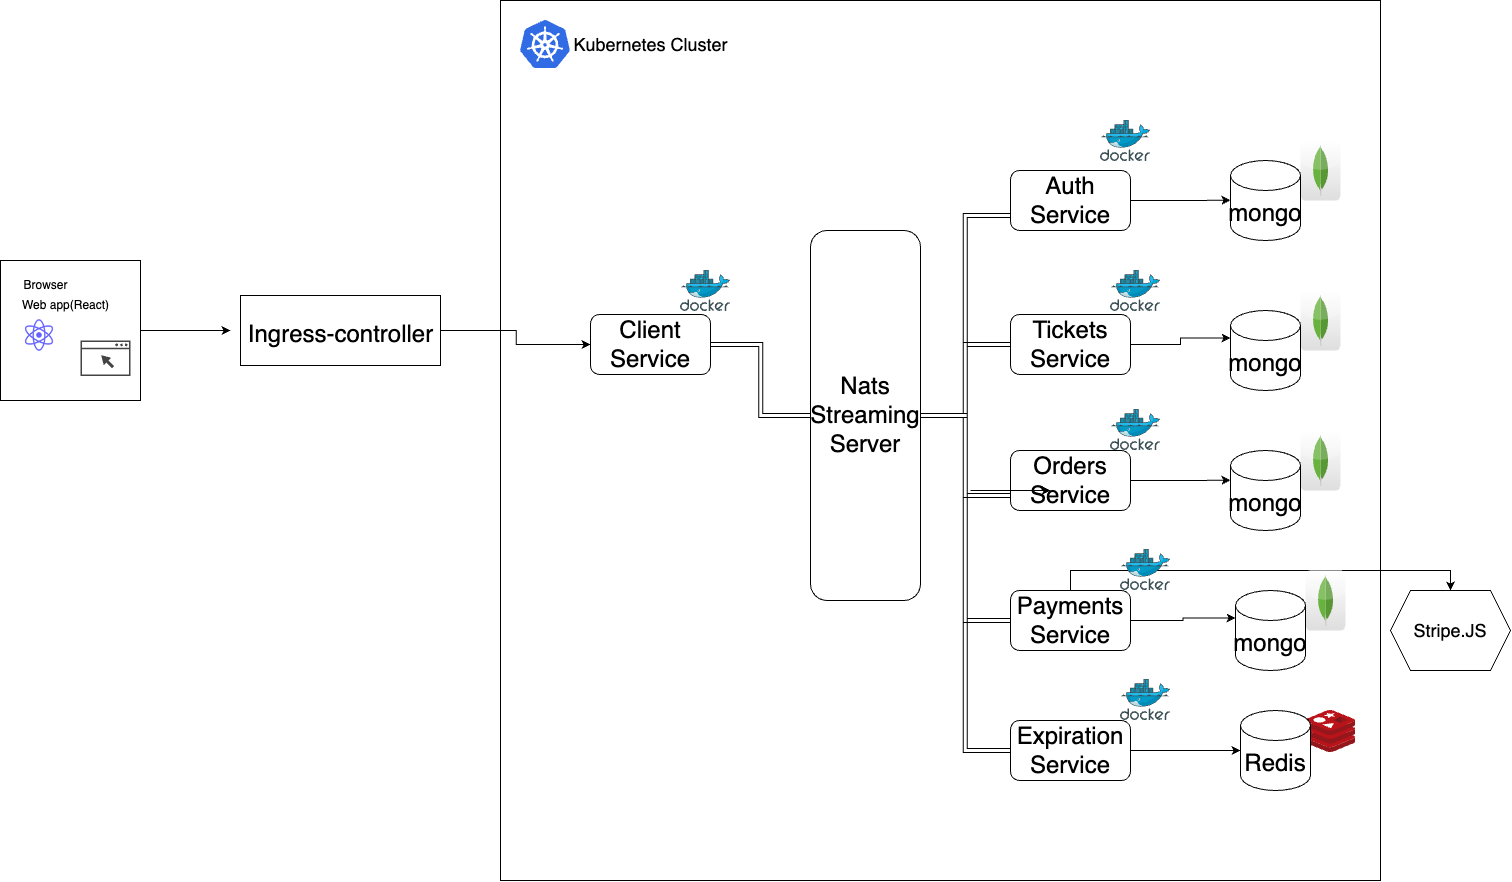 Kubernetes Cluster
Browser
Web app(React)
Ingress-controller
docker
Client
Service
Nats
Streaming
Server
docker
Auth
Service
mongo
docker
Tickets
Service
mongo
docker
Orders
Service
mongo
docker
Payments
Service
mongo
Stripe.JS
docker
Expiration
Service
Redis